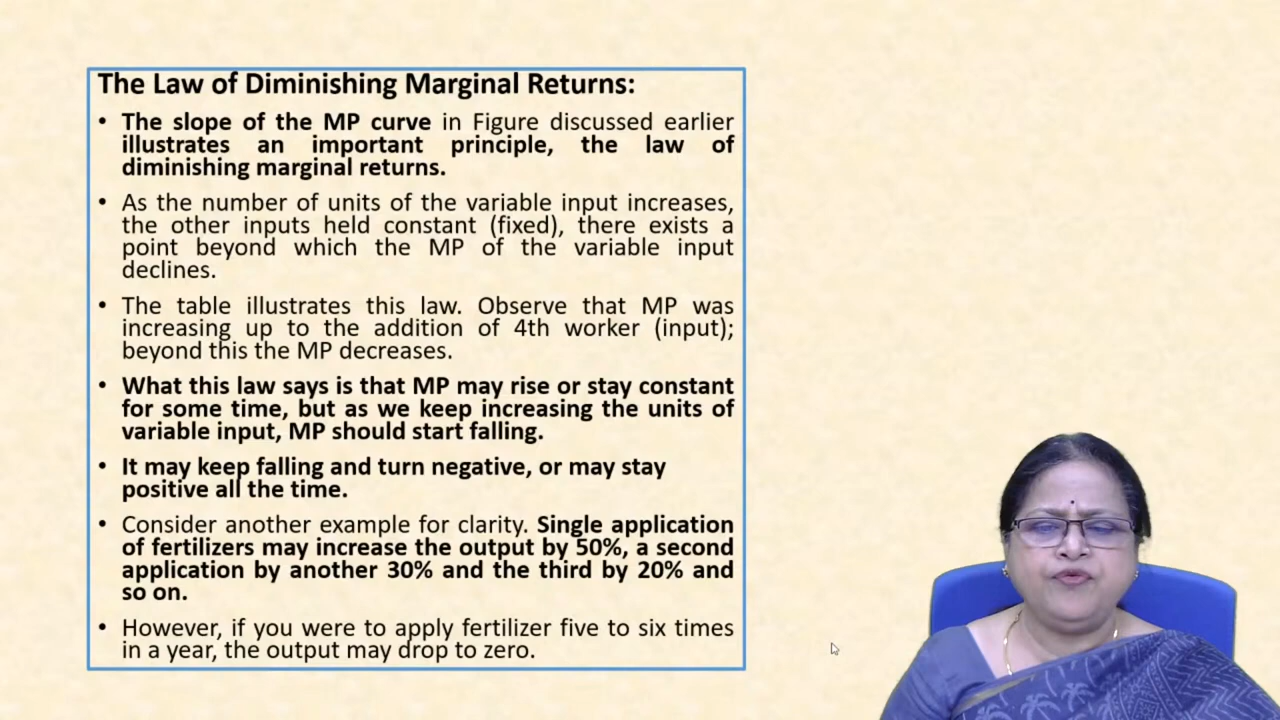 The Law of Diminishing Marginal Returns:
• The slope of the MP curve in Figure discussed earlier
illustrates an important principle, the law of
diminishing marginal returns.
• As the number of units of the variable input increases,
the other inputs held constant (fixed), there exists a
point beyond which the MP of the variable input
declines.
• The table illustrates this law. Observe that MP was
increasing up to the addition of 4th worker (input);
beyond this the MP decreases.
• What this law says is that MP may rise or stay constant
for some time, but as we keep increasing the units of
variable input, MP should start falling.
• It may keep falling and turn negative, or may stay
positive all the time.
• Consider another example for clarity. Single application
of fertilizers may increase the output by 50%, a second
application by another 30% and the third by 20% and
so on.
• However, if you were to apply fertilizer five to six times
in a year, the output may drop to zero.